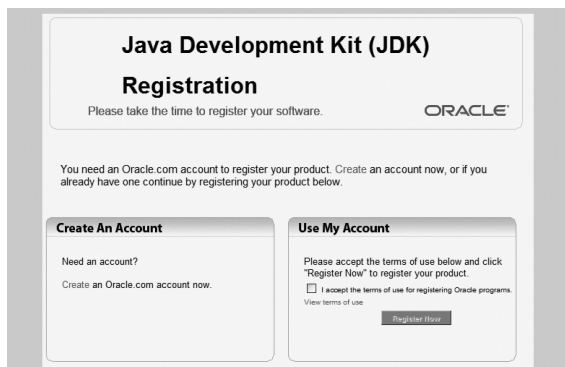 Java Development Kit (JDK)
Registration
Please take the time to register your software.
ORACLE
You need an Oracle.com account to register your product. Create an account now, or if you
already have one continue by registering your product below.
Create An Account
Need an account?
Create an Oracle.com account now.
Use My Account
Please accept the terms of use below and click
"Register Now" to register your product.
I accept the terms of use for registering Oracle programs.
View terms of use
Register Now